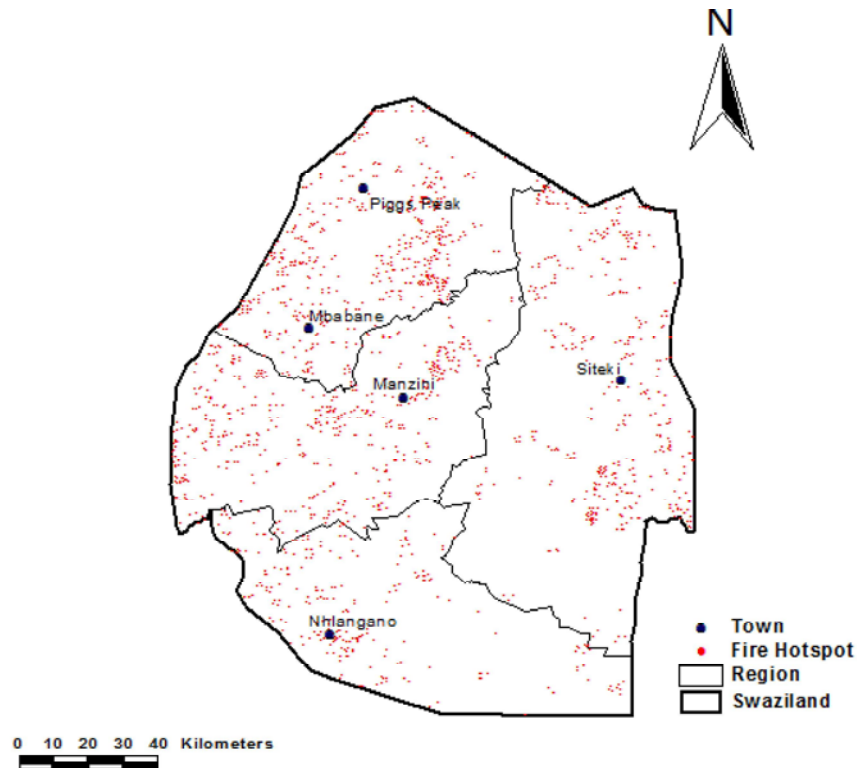 N
Piggs Peak
Mbabane
Siteki
Manzini
Nhlangano
Town
Fire Hotspot
Region
Swaziland
0 10 20 30 40 Kilometers